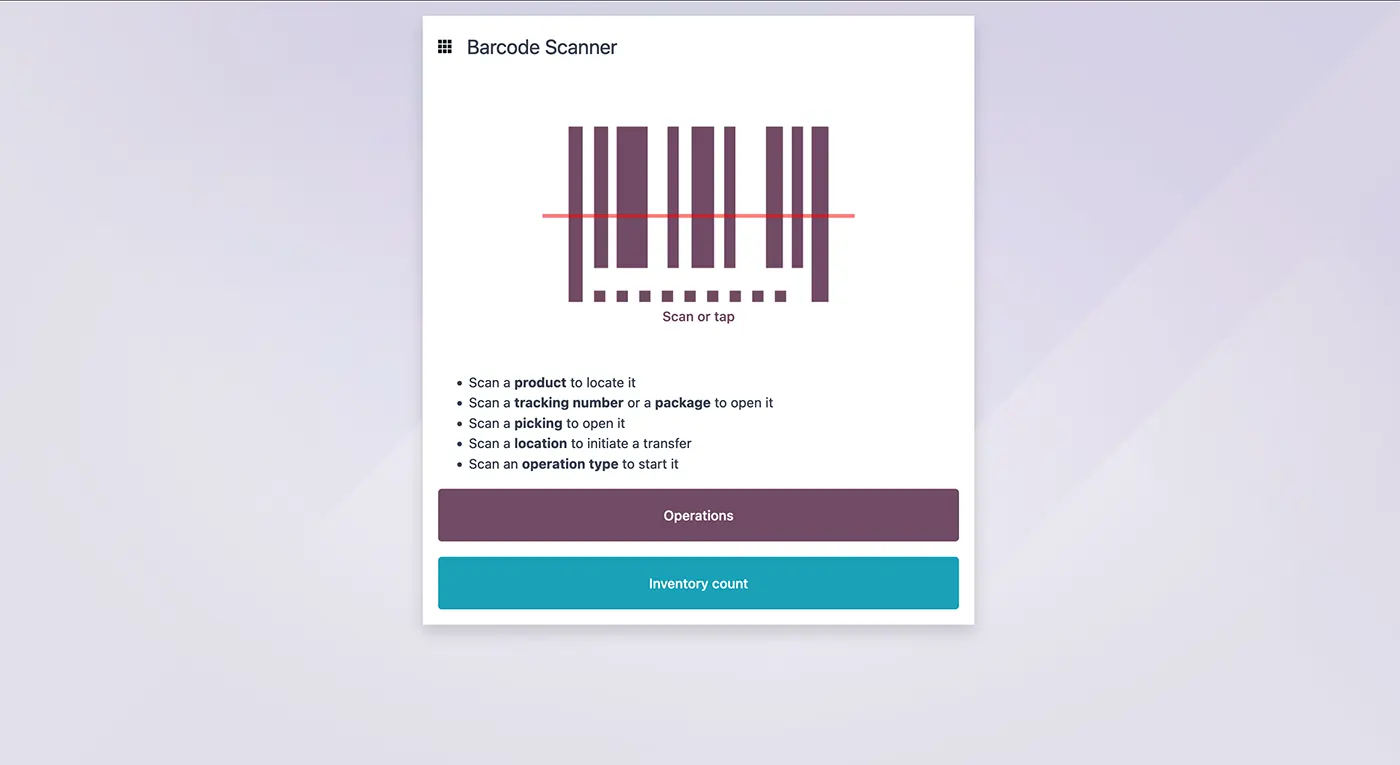 Barcode Scanner
Scan or tap
• Scan a product to locate it
• Scan a tracking number or a package to open it
• Scan a picking to open it
• Scan a location to initiate a transfer
• Scan an operation type to start it
Operations
Inventory count